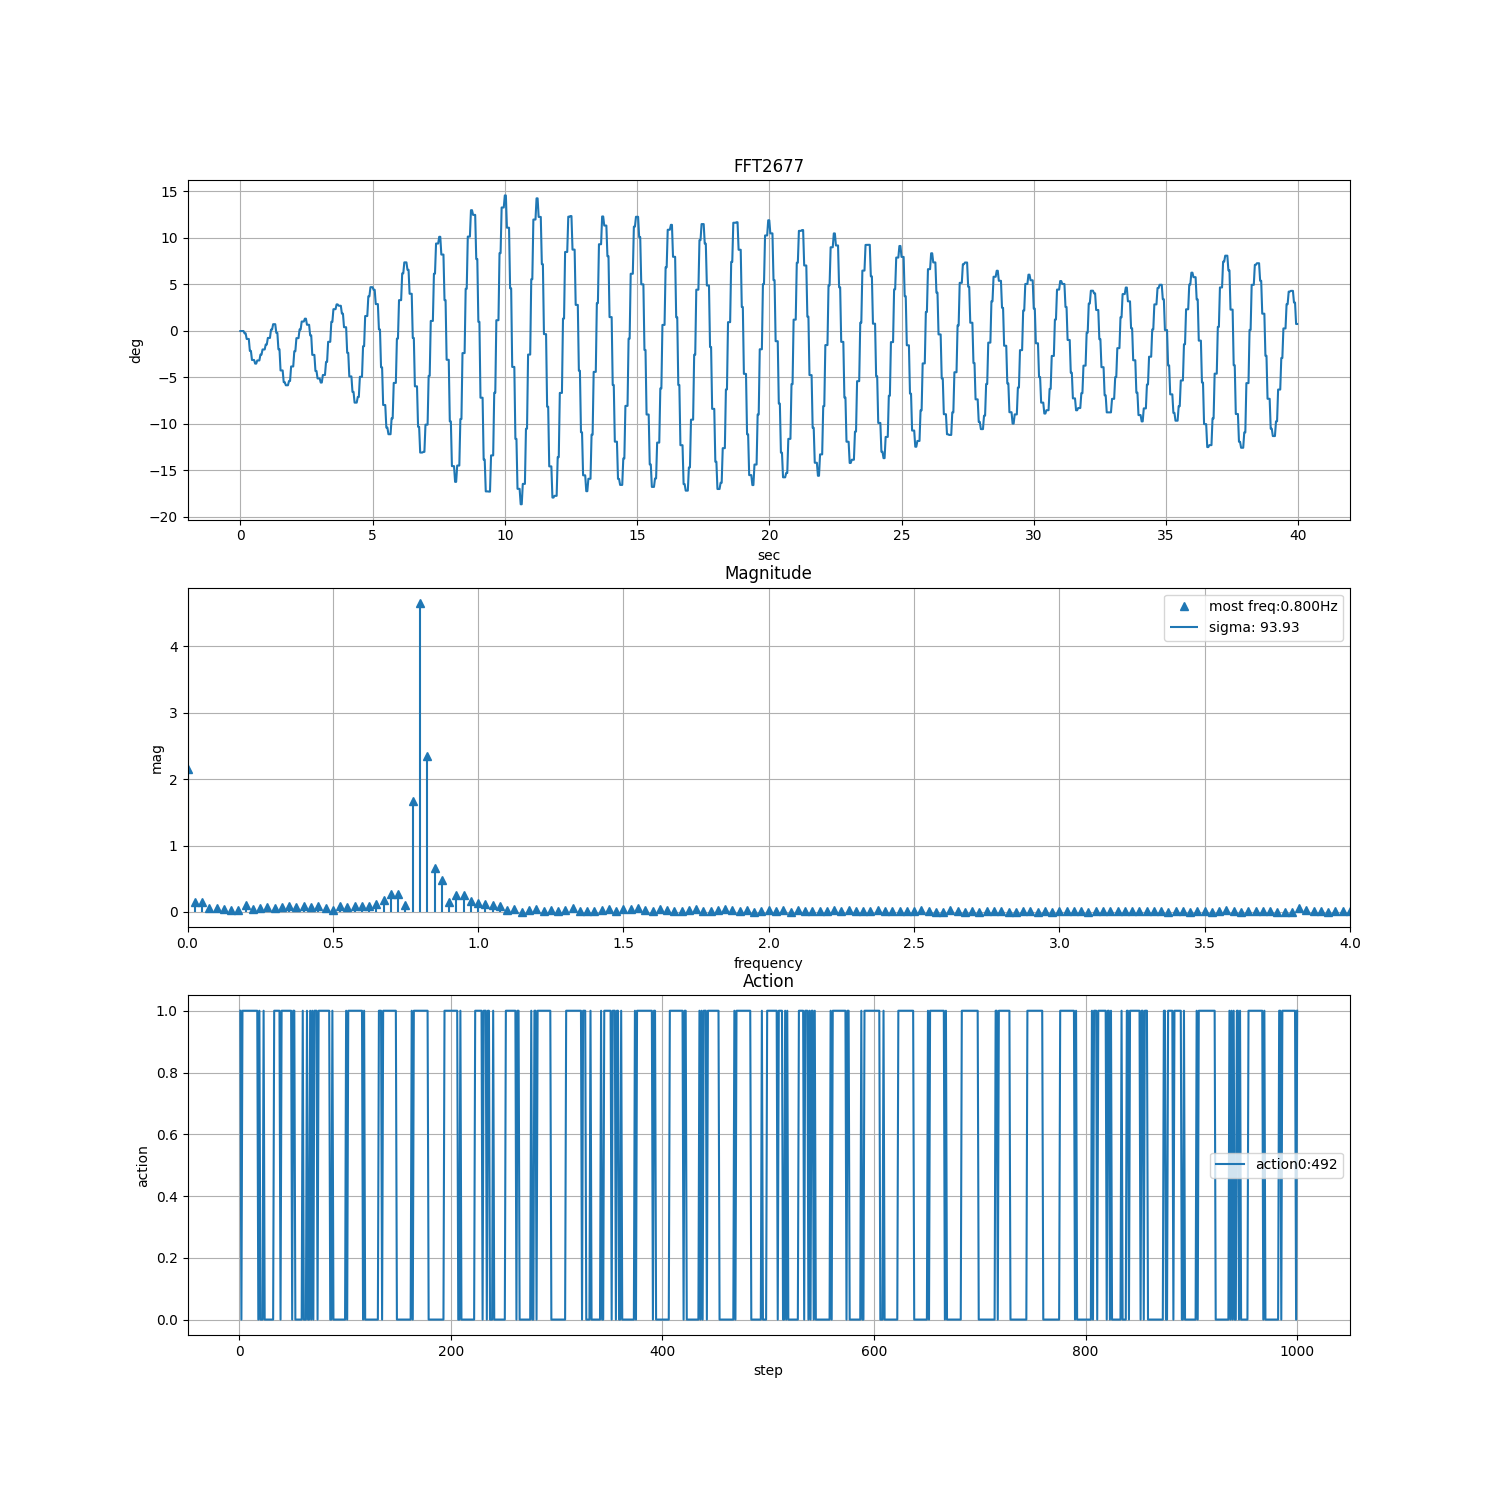 FFT2677
15
10
5
0
−5
−10
−15
−20
deg
0 5 10 15 20 25 30 35 40
sec
Magnitude
most freq:0.800Hz
sigma: 93.93
4
3
2
1
0
mag
0.0 0.5 1.0 1.5 2.0 2.5 3.0 3.5 4.0
frequency
Action
1.0
0.8
0.6
0.4
0.2
0.0
action
action0:492
0 200 400 600 800 1000
step